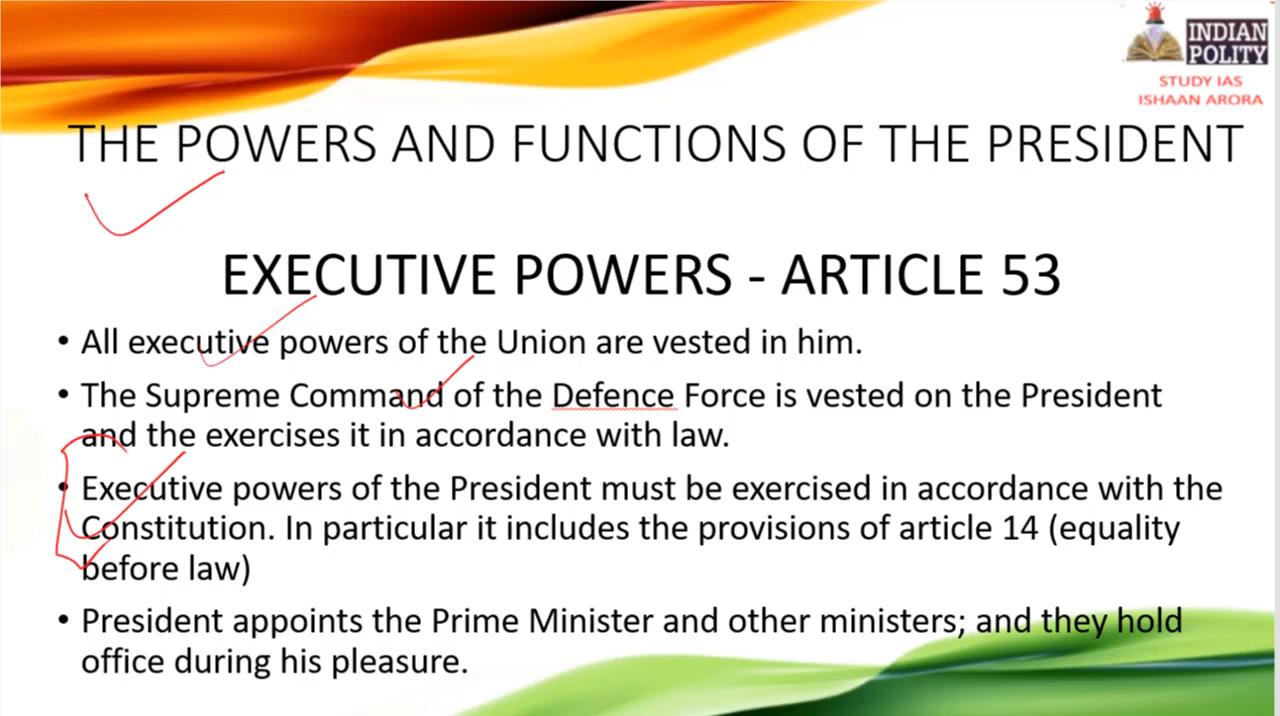 INDIAN
POLITY
STUDY IAS
ISHAAN ARORA
THE POWERS AND FUNCTIONS OF THE PRESIDENT
EXECUTIVE POWERS - ARTICLE 53
• All executive powers of the Union are vested in him.
• The Supreme Command of the Defence Force is vested on the President
and the exercises it in accordance with law.
• Executive powers of the President must be exercised in accordance with the
Constitution. In particular it includes the provisions of article 14 (equality
before law)
• President appoints the Prime Minister and other ministers; and they hold
office during his pleasure.